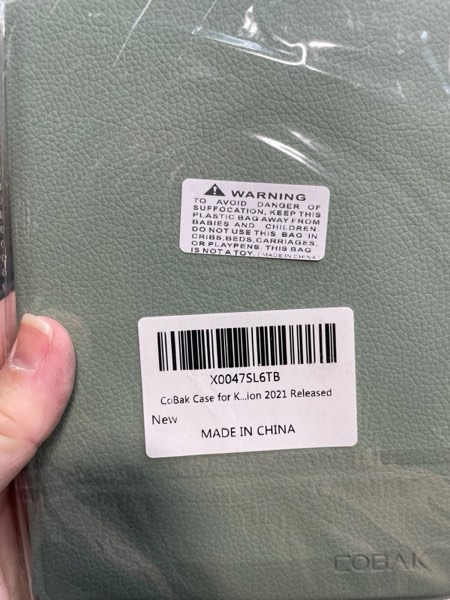 WARNING
TO AVOID DANGER OF
SUFFOCATION, KEEP THIS
PLASTIC BAG AWAY FROM
BABIES AND CHILDREN.
DO NOT USE THIS BAG IN
CRIBS, BEDS, CARRIAGES,
OR PLAYPENS. THIS BAG
IS NOT A TOY. MADE IN CHINA
X0047SL6TB
CoBak Case for K...ion 2021 Released
New
MADE IN CHINA
COBAK